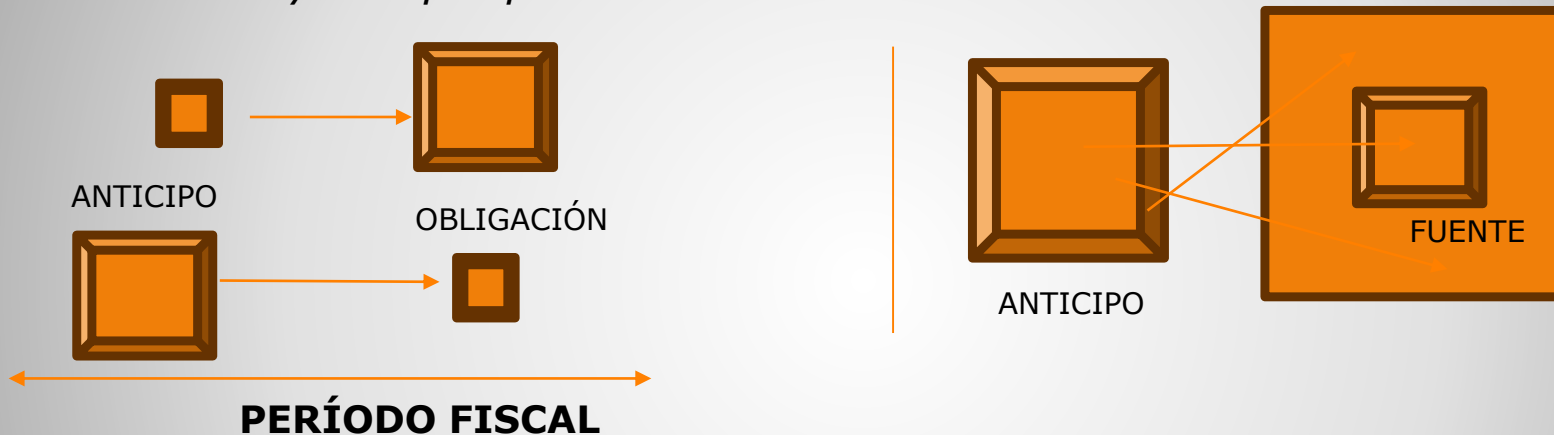 ANTICIPO
OBLIGACIÓN
PERÍODO FISCAL
ANTICIPO
FUENTE